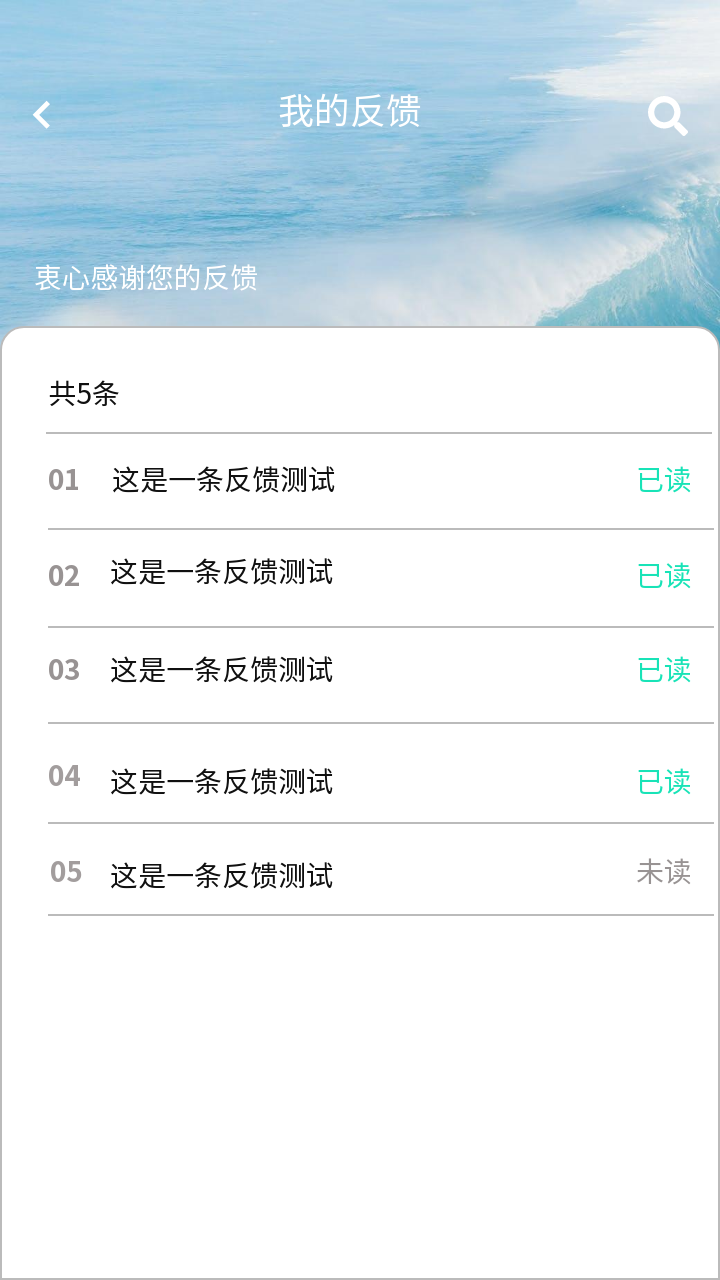 我的反馈
衷心感谢您的反馈
共5条
01 这是一条反馈测试 已读
02 这是一条反馈测试 已读
03 这是一条反馈测试 已读
04 这是一条反馈测试 已读
05 这是一条反馈测试 未读